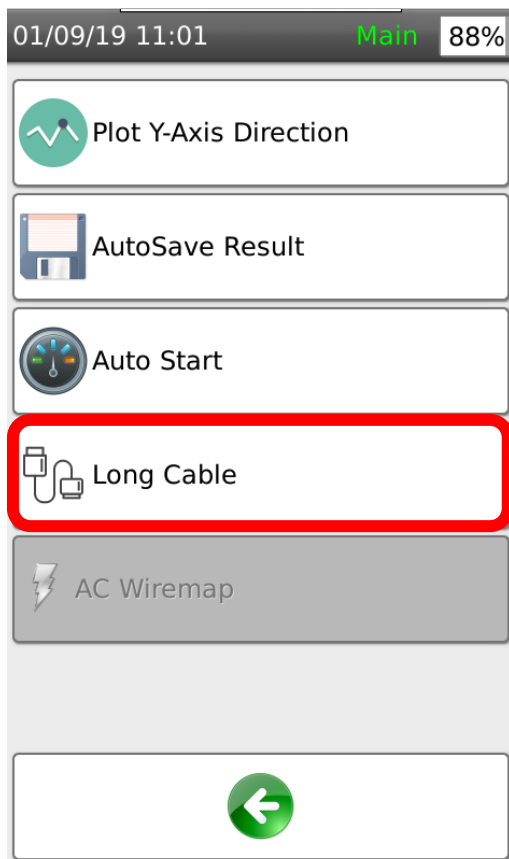 01/09/19 11:01 Main 88%
Plot Y-Axis Direction
AutoSave Result
Auto Start
Long Cable
AC Wiremap